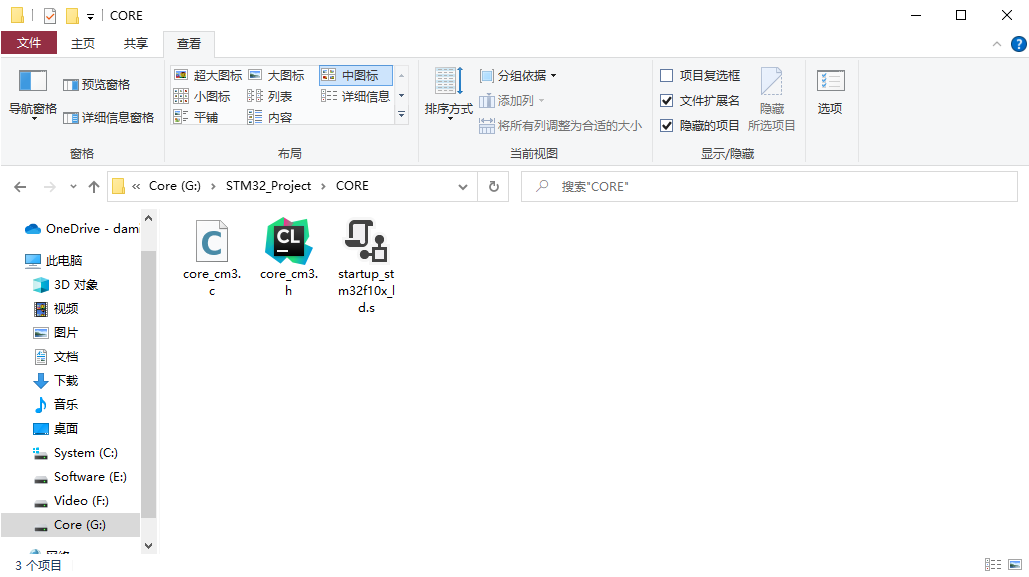 CORE
文件 主页 共享 查看
导航窗格 预览窗格 详细信息窗格
窗格
超大图标 大图标 中图标
小图标 列表 详细信息
平铺 内容
布局
排序方式 分组依据
添加列
将所有列调整为合适的大小
当前视图
项目复选框
文件扩展名
隐藏的项目
隐藏
所选项目
显示/隐藏
选项
« Core (G:) › STM32_Project › CORE
搜索"CORE"
OneDrive - dam
此电脑
3D 对象
视频
图片
文档
下载
音乐
桌面
System (C:)
Software (E:)
Video (F:)
Core (G:)
网络
C
core_cm3.
c
CL
core_cm3.
h
startup_st
m32f10x_l
d.s
3 个项目